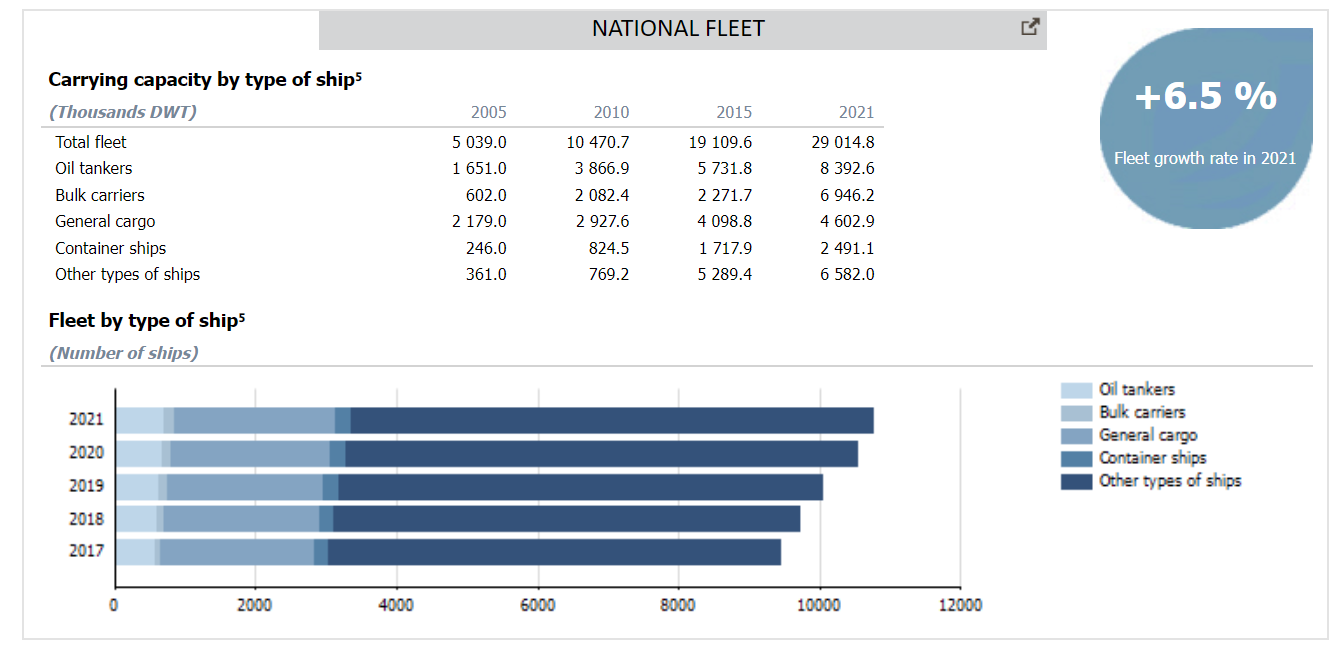 NATIONAL FLEET
+6.5 %
Fleet growth rate in 2021
Carrying capacity by type of ship⁵
(Thousands DWT) 2005 2010 2015 2021
Total fleet 5 039.0 10 470.7 19 109.6 29 014.8
Oil tankers 1 651.0 3 866.9 5 731.8 8 392.6
Bulk carriers 602.0 2 082.4 2 271.7 6 946.2
General cargo 2 179.0 2 927.6 4 098.8 4 602.9
Container ships 246.0 824.5 1 717.9 2 491.1
Other types of ships 361.0 769.2 5 289.4 6 582.0
Fleet by type of ship⁵
(Number of ships)
2021
2020
2019
2018
2017
0 2000 4000 6000 8000 10000 12000
Oil tankers
Bulk carriers
General cargo
Container ships
Other types of ships